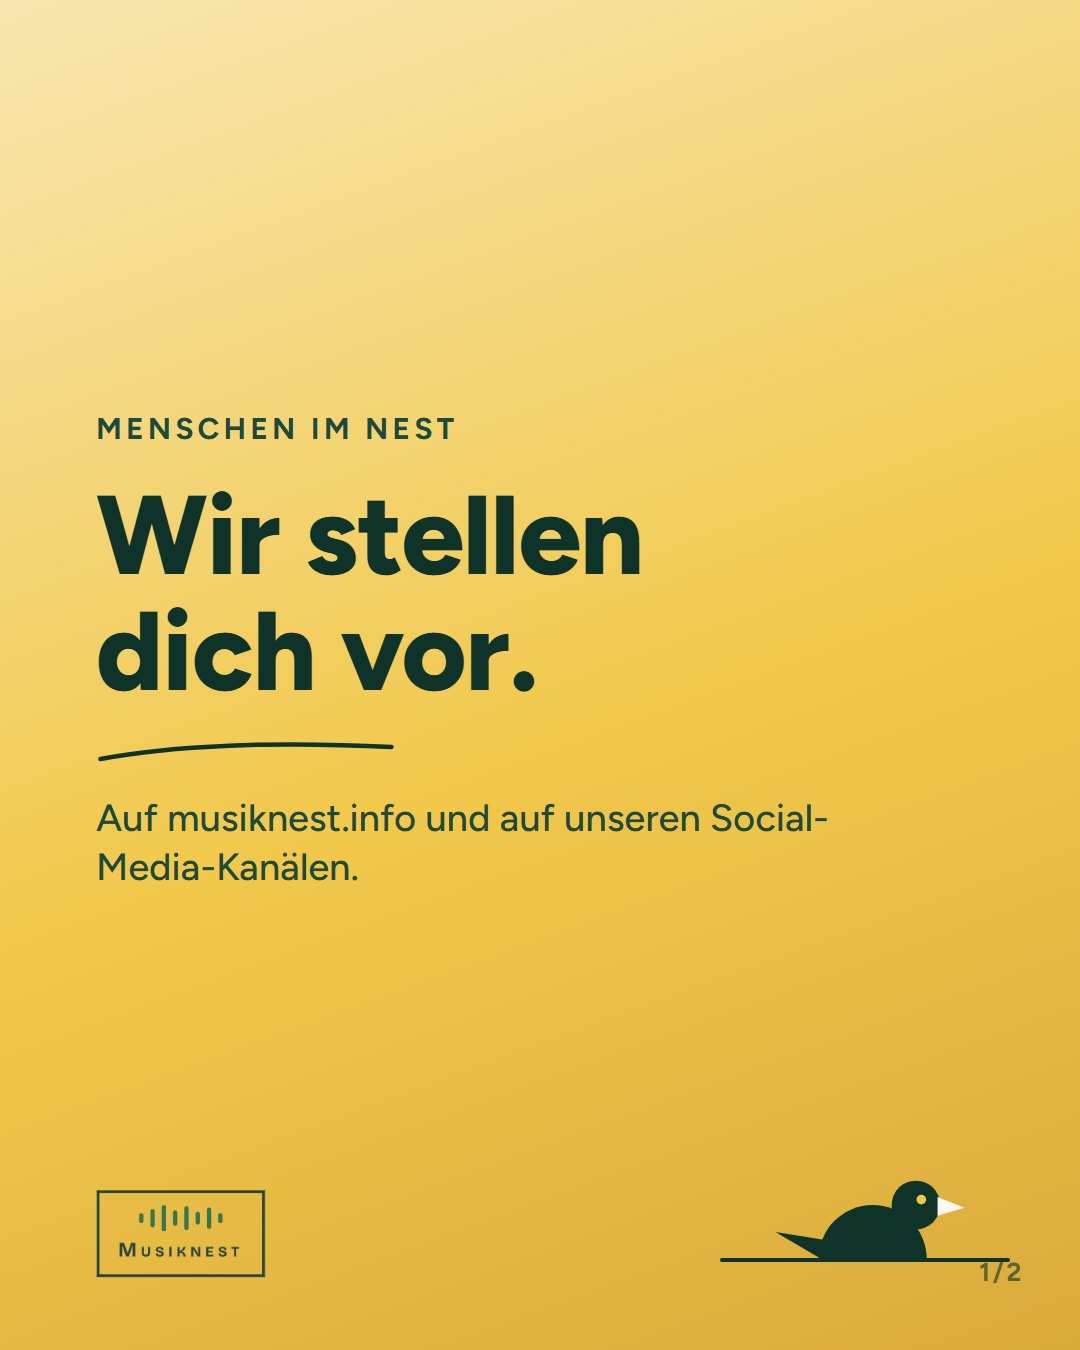 MENSCHEN IM NEST
Wir stellen
dich vor.
Auf musiknest.info und auf unseren Social-
Media-Kanälen.
MUSIKNEST
1/2